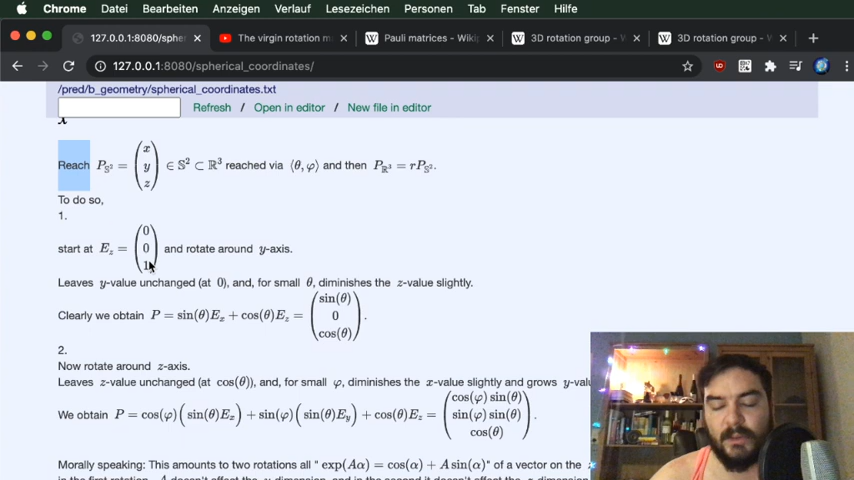 Chrome Datei Bearbeiten Anzeigen Verlauf Lesezeichen Personen Tab Fenster Hilfe
127.0.0.1:8080/sphe The virgin rotation m Pauli matrices - Wikip 3D rotation group - W 3D rotation group - W
127.0.0.1:8080/spherical_coordinates/
/pred/b_geometry/spherical_coordinates.txt
Refresh / Open in editor / New file in editor
Reach P_{𝕊²} = (x y z) ∈ 𝕊² ⊂ ℝ³ reached via ⟨θ, φ⟩ and then P_{ℝ³} = rP_{𝕊²}.
To do so,
1.
start at E_z = (0 0 1) and rotate around y-axis.
Leaves y-value unchanged (at 0), and, for small θ, diminishes the z-value slightly.
Clearly we obtain P = sin(θ)E_x + cos(θ)E_z = (sin(θ) 0 cos(θ)).
2.
Now rotate around z-axis.
Leaves z-value unchanged (at cos(θ)), and, for small φ, diminishes the x-value slightly and grows y-valu
We obtain P = cos(φ)(sin(θ)E_x) + sin(φ)(sin(θ)E_y) + cos(θ)E_z = (cos(φ) sin(θ) sin(φ) sin(θ) cos(θ)).
Morally speaking: This amounts to two rotations all " exp(Aα) = cos(α) + A sin(α)" of a vector on the